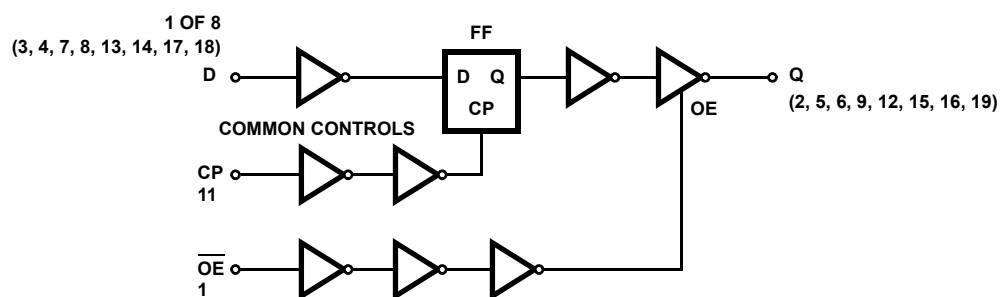 1 OF 8
(3, 4, 7, 8, 13, 14, 17, 18)
FF
D
D Q
Q
CP
OE
(2, 5, 6, 9, 12, 15, 16, 19)
COMMON CONTROLS
CP
11
O̅E̅
1